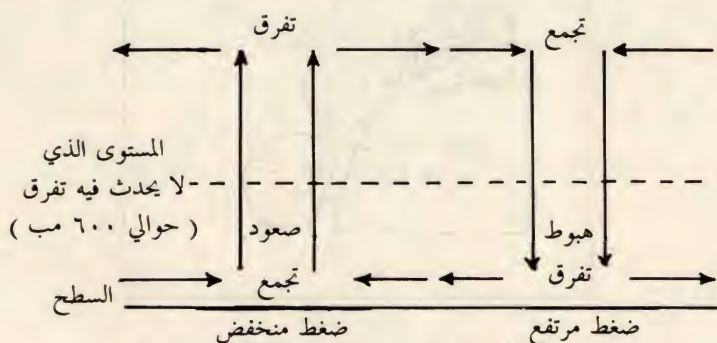 تجمع
تفرق
المستوى الذي
لا يحدث فيه تفرق
( حوالي ٦٠٠ مب )
هبوط
صعود
تفرق
تجمع
السطح
ضغط مرتفع
ضغط منخفض